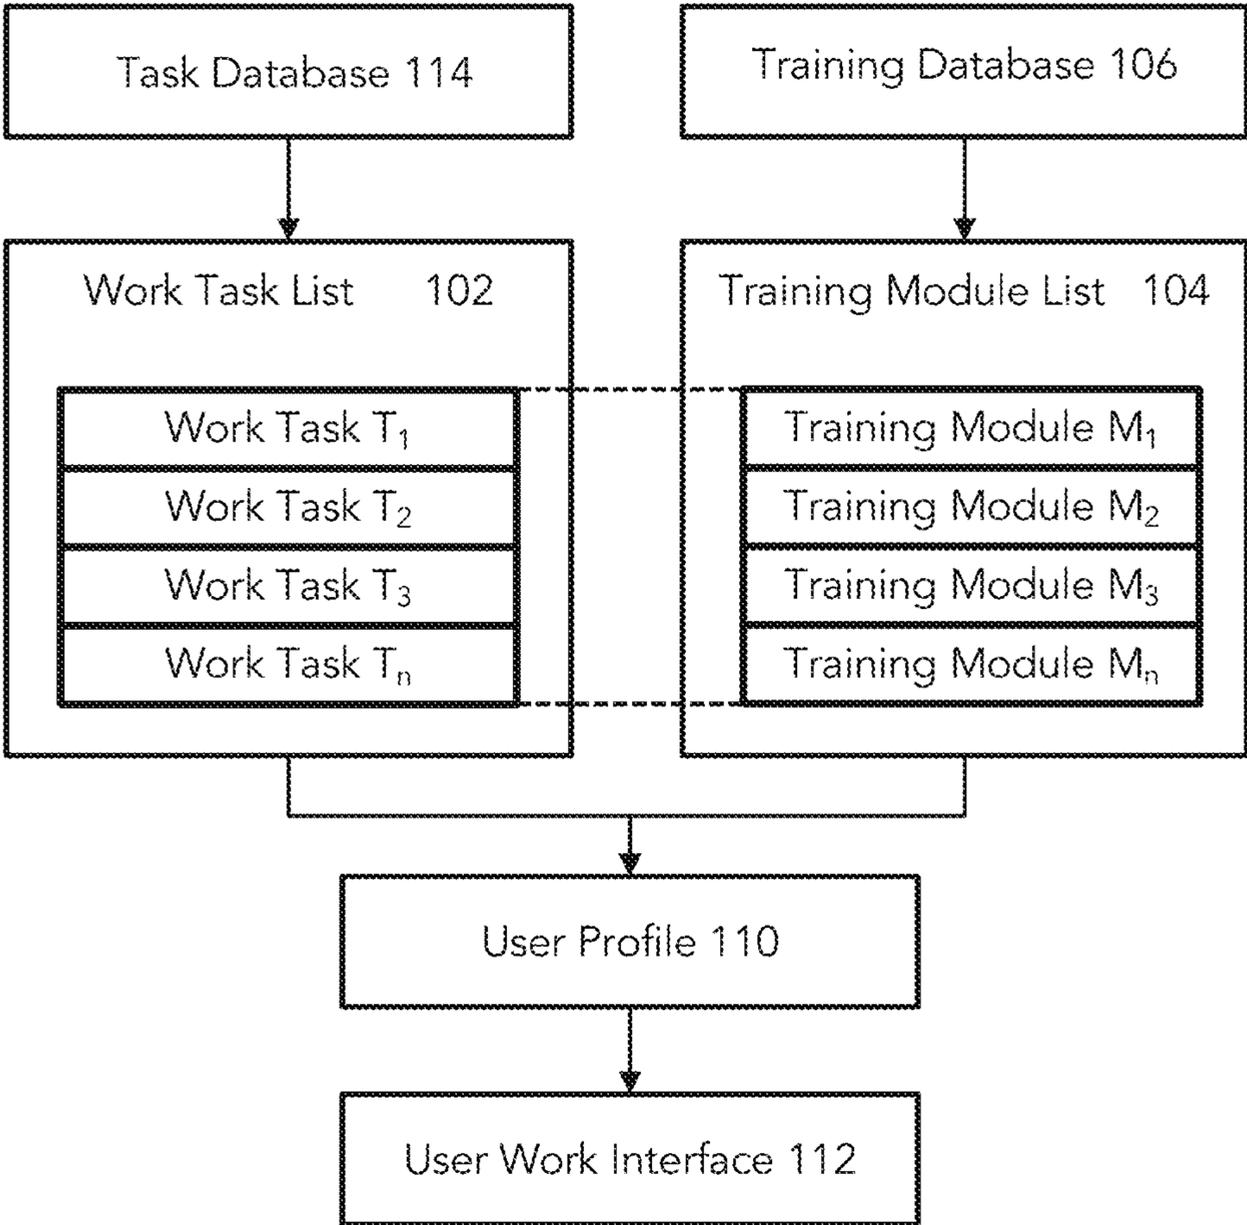 Task Database 114
Training Database 106
Work Task List 102
Training Module List 104
Work Task T₁
Training Module M₁
Work Task T₂
Training Module M₂
Work Task T₃
Training Module M₃
Work Task Tₙ
Training Module Mₙ
User Profile 110
User Work Interface 112